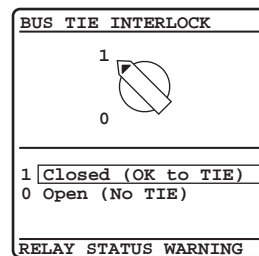 BUS TIE INTERLOCK
1
0
1 Closed (OK to TIE)
0 Open (No TIE)
RELAY STATUS WARNING